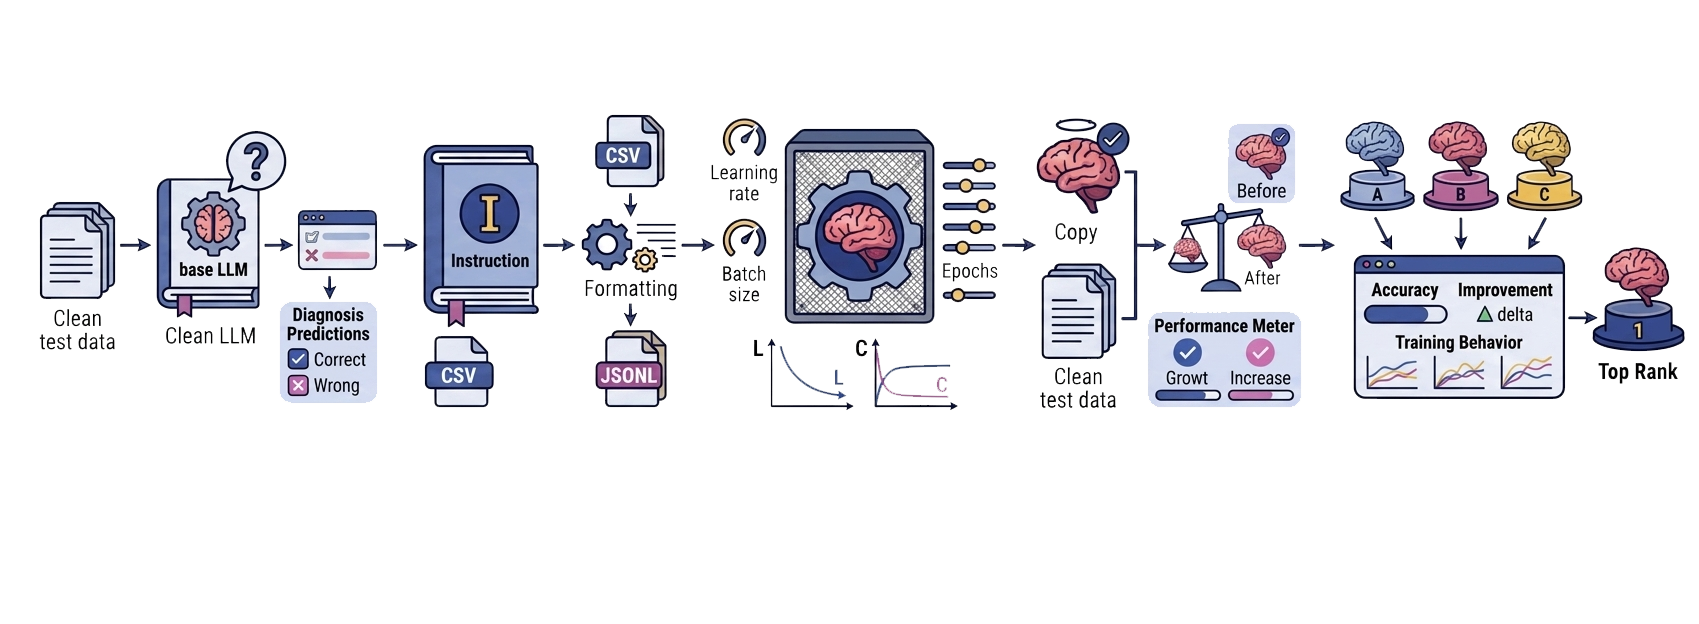 Clean
test data
?
base LLM
Clean LLM
Diagnosis
Predictions
Correct
Wrong
I
Instruction
CSV
CSV
Formatting
JSONL
Learning
rate
Batch
size
Epochs
L
L
C
C
Copy
Clean
test data
Before
After
Performance Meter
Growt
Increase
A
B
C
Accuracy
Improvement
delta
Training Behavior
1
Top Rank